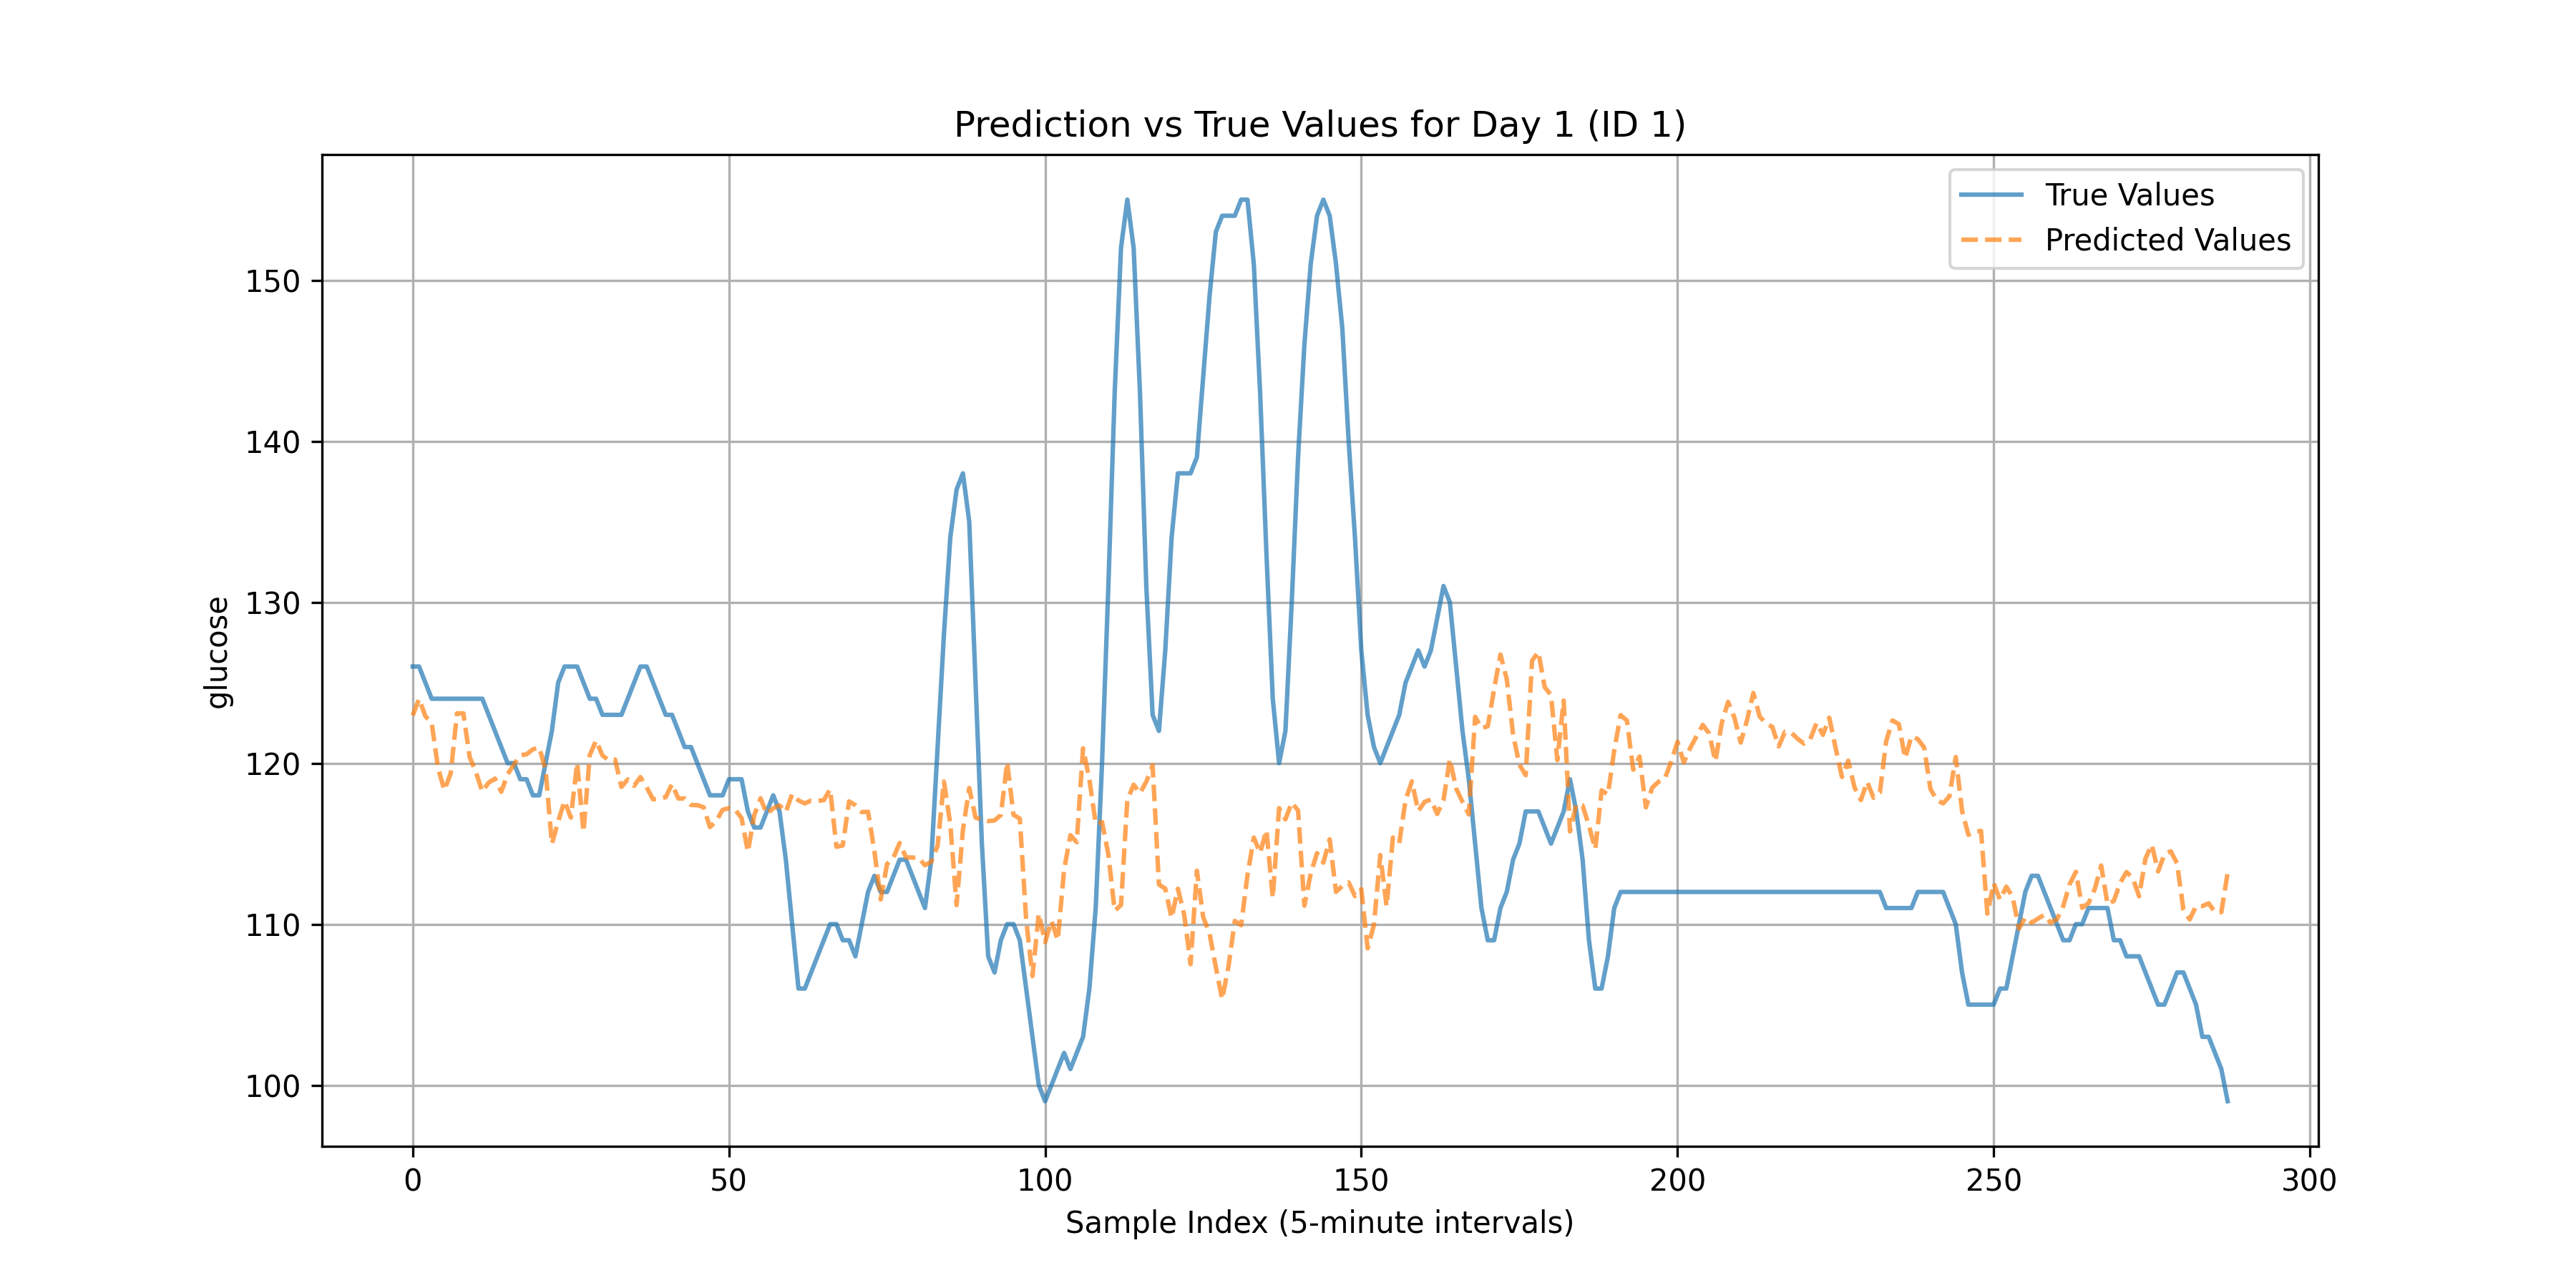 Prediction vs True Values for Day 1 (ID 1)
True Values
Predicted Values
glucose
150
140
130
120
110
100
0 50 100 150 200 250 300
Sample Index (5-minute intervals)